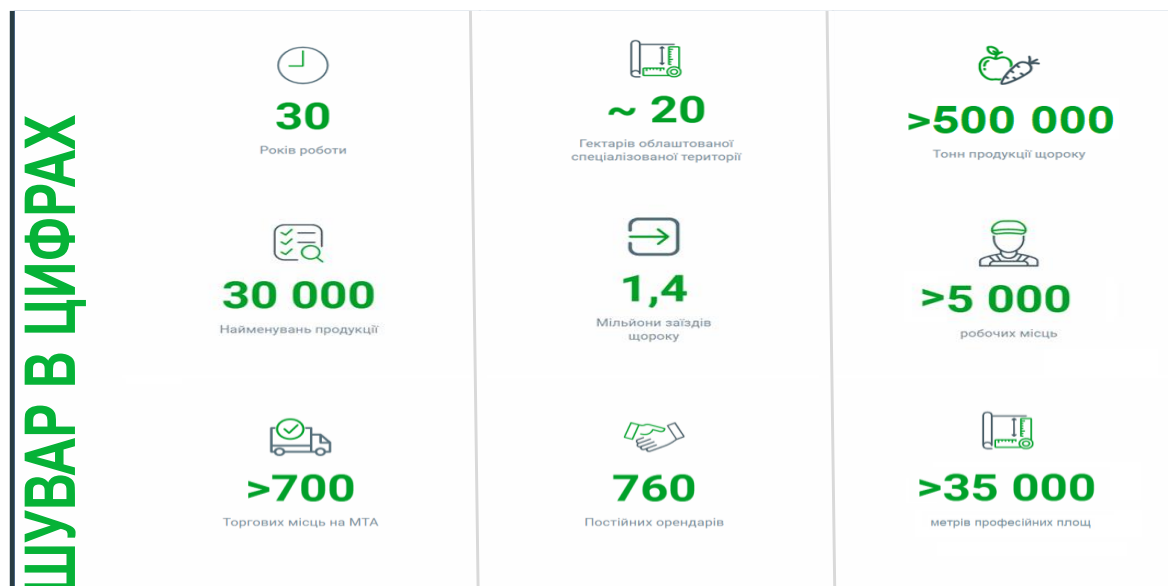 ШУВАР В ЦИФРАХ
30
Років роботи
~ 20
Гектарів облаштованої
спеціалізованої території
>500 000
Тонн продукції щороку
30 000
Найменувань продукції
1,4
Мільйони заїздів
щороку
>5 000
робочих місць
>700
Торгових місць на МТА
760
Постійних орендарів
>35 000
метрів професійних площ